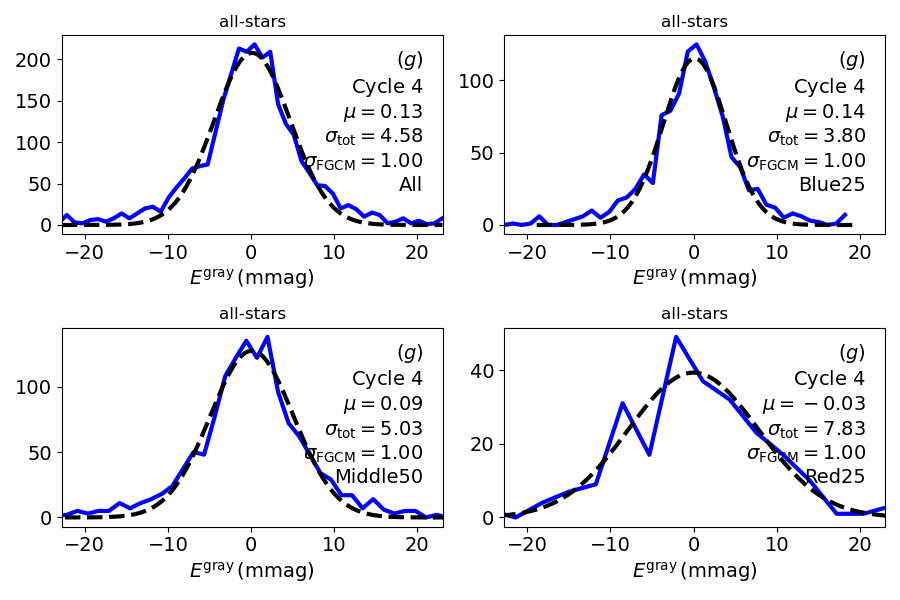 all-stars
200
150
100
50
0
(g)
Cycle 4
μ = 0.13
σtot = 4.58
σFGCM = 1.00
All
−20 −10 0 10 20
Egray (mmag)
all-stars
100
50
0
(g)
Cycle 4
μ = 0.14
σtot = 3.80
σFGCM = 1.00
Blue25
−20 −10 0 10 20
Egray (mmag)
all-stars
100
50
0
(g)
Cycle 4
μ = 0.09
σtot = 5.03
σFGCM = 1.00
Middle50
−20 −10 0 10 20
Egray (mmag)
all-stars
40
20
0
(g)
Cycle 4
μ = −0.03
σtot = 7.83
σFGCM = 1.00
Red25
−20 −10 0 10 20
Egray (mmag)